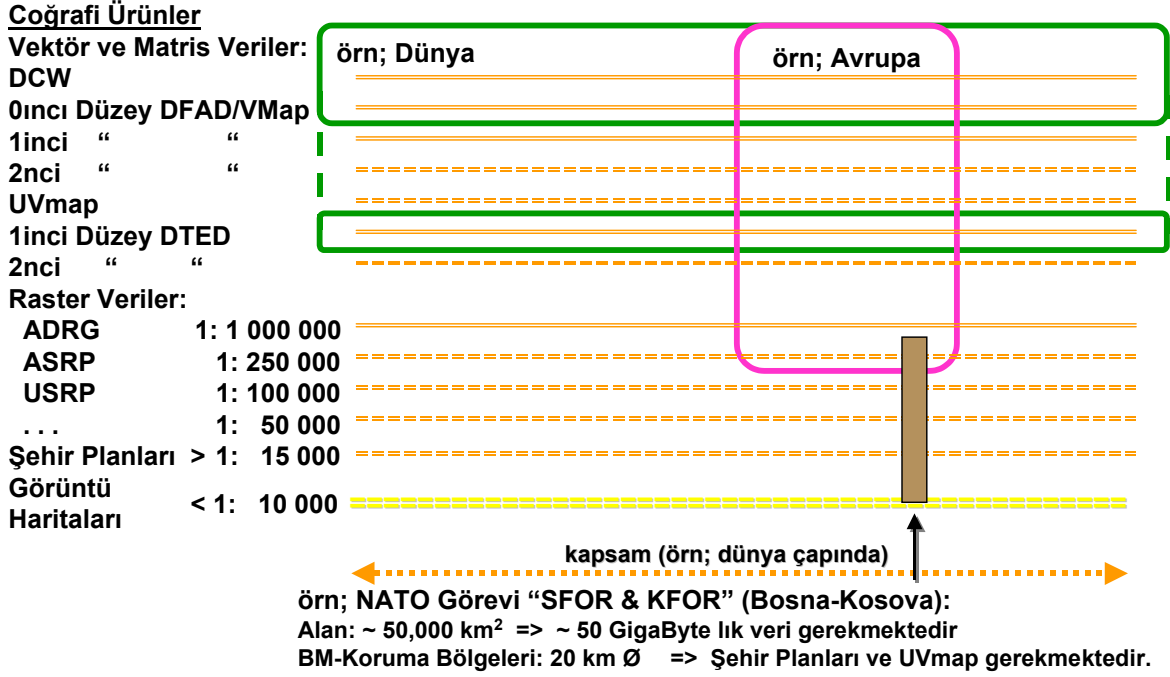 Coğrafi Ürünler
Vektör ve Matris Veriler:
örn; Dünya
örn; Avrupa
DCW
0ıncı Düzey DFAD/VMap
1inci “ “
2nci “ “
UVmap
1inci Düzey DTED
2nci “ “
Raster Veriler:
ADRG 1: 1 000 000
ASRP 1: 250 000
USRP 1: 100 000
. . . 1: 50 000
Şehir Planları > 1: 15 000
Görüntü
Haritaları < 1: 10 000
kapsam (örn; dünya çapında)
örn; NATO Görevi “SFOR & KFOR” (Bosna-Kosova):
Alan: ~ 50,000 km² => ~ 50 GigaByte lık veri gerekmektedir
BM-Koruma Bölgeleri: 20 km Ø => Şehir Planları ve UVmap gerekmektedir.